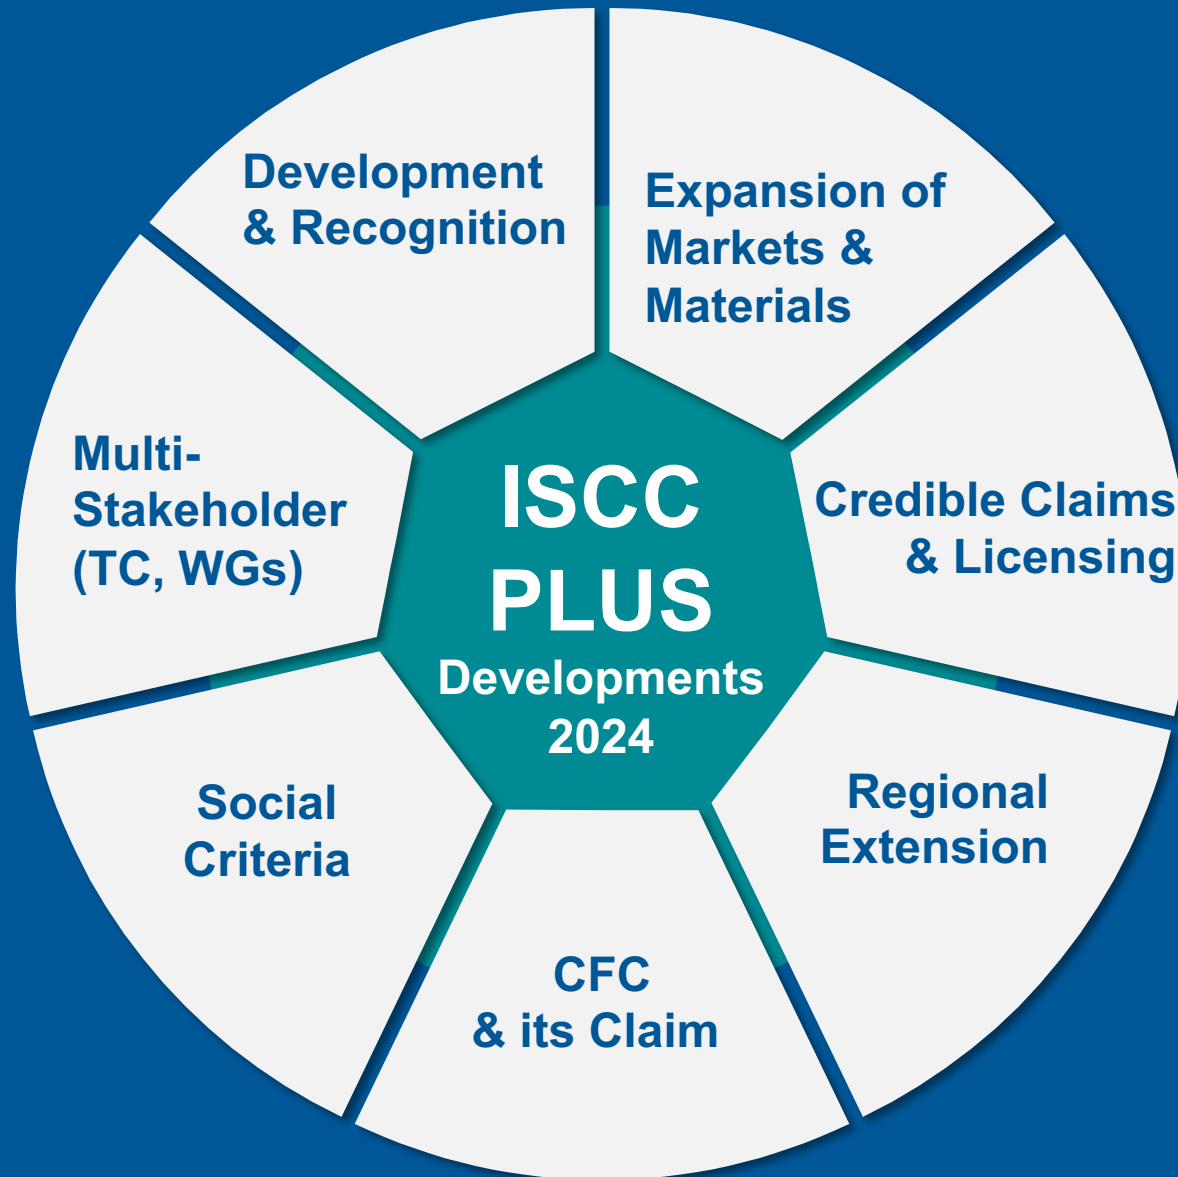 Development
& Recognition
Expansion of
Markets &
Materials
Multi-
Stakeholder
(TC, WGs)
ISCC
PLUS
Developments
2024
Credible Claims
& Licensing
Social
Criteria
Regional
Extension
CFC
& its Claim